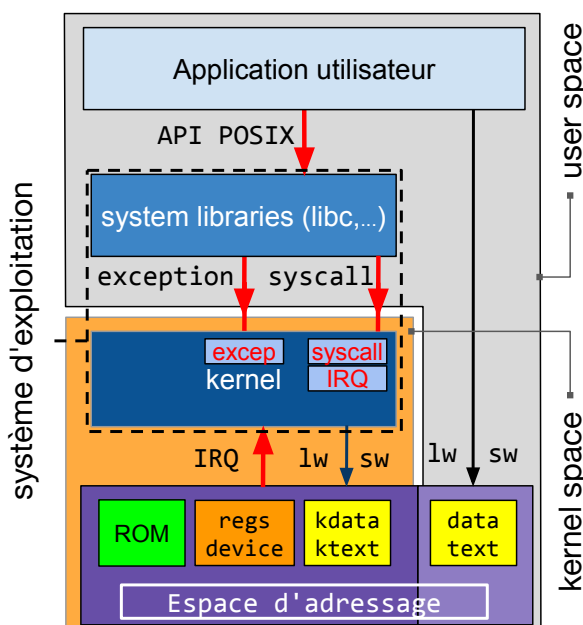 Application utilisateur
API POSIX
system libraries (libc,...)
exception syscall
excep syscall
kernel IRQ
IRQ lw sw
lw sw
ROM
regs
device
kdata
ktext
data
text
Espace d'adressage
système d'exploitation
user space
kernel space